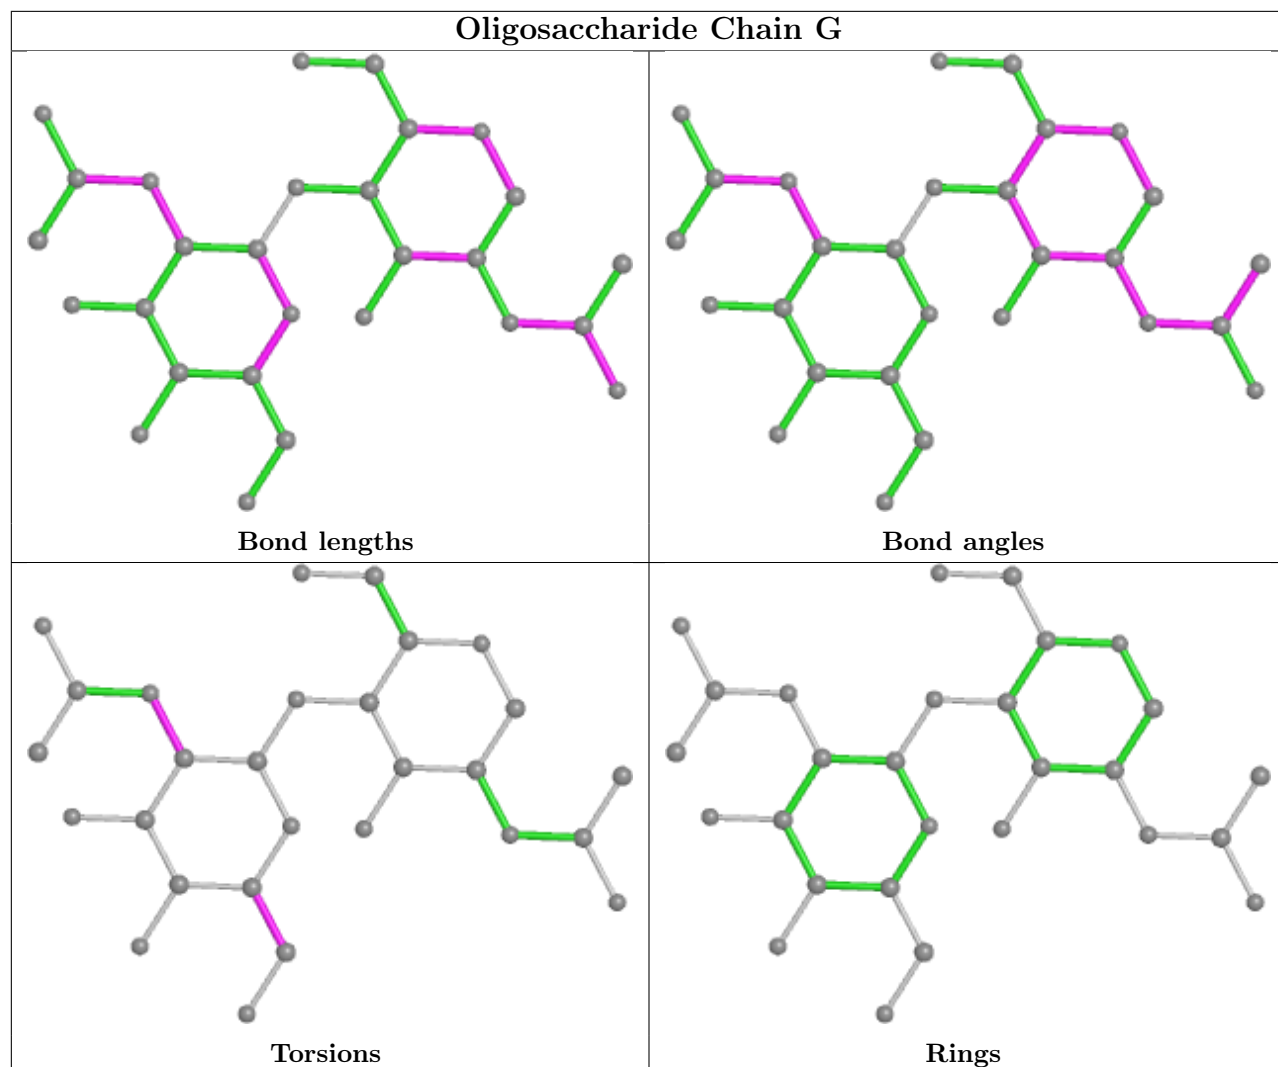 Oligosaccharide Chain G
Bond lengths
Bond angles
Torsions
Rings